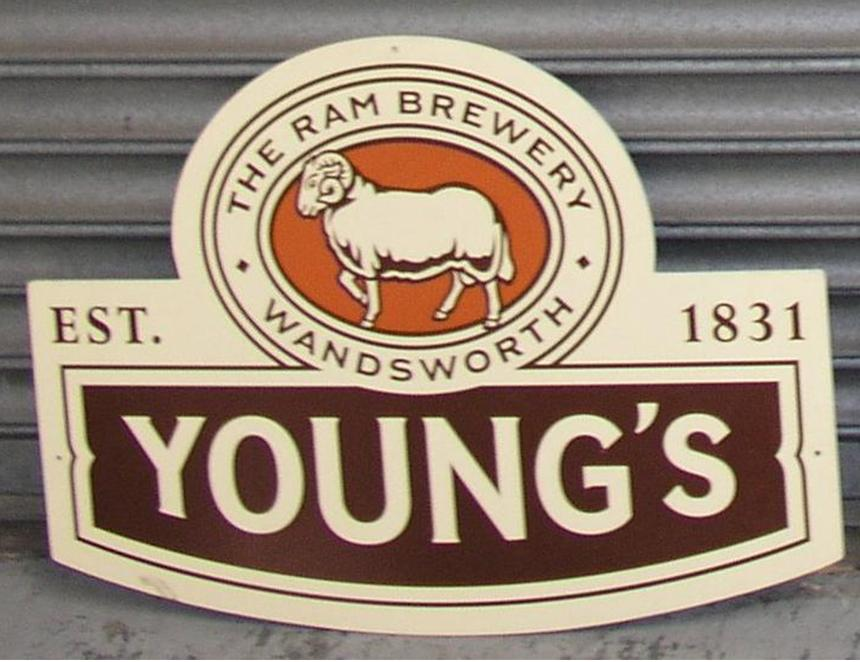 THE RAM BREWERY
WANDSWORTH
EST. 1831
YOUNG'S